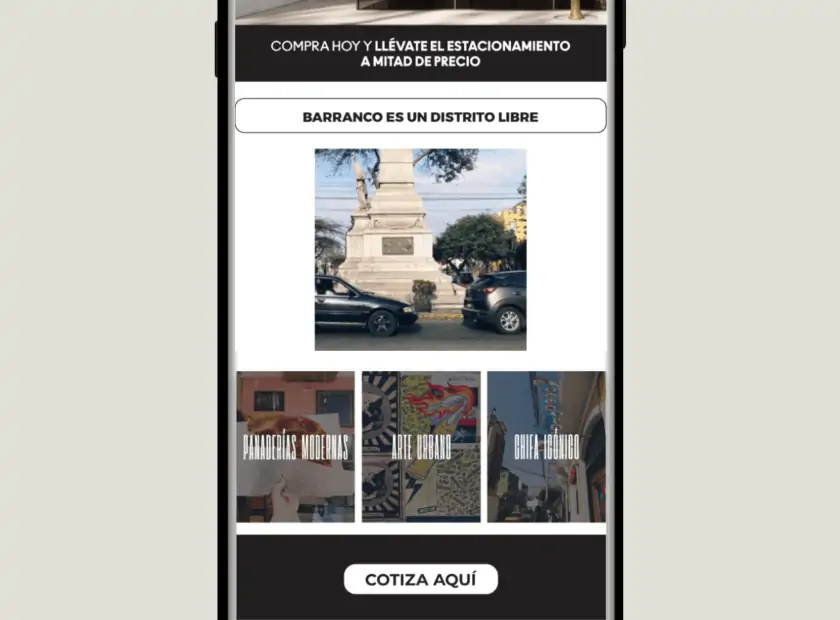 COMPRA HOY Y LLÉVATE EL ESTACIONAMIENTO
A MITAD DE PRECIO
BARRANCO ES UN DISTRITO LIBRE
PANADERÍAS MODERNAS
ARTE URBANO
CHIFA ICÓNICO
COTIZA AQUÍ